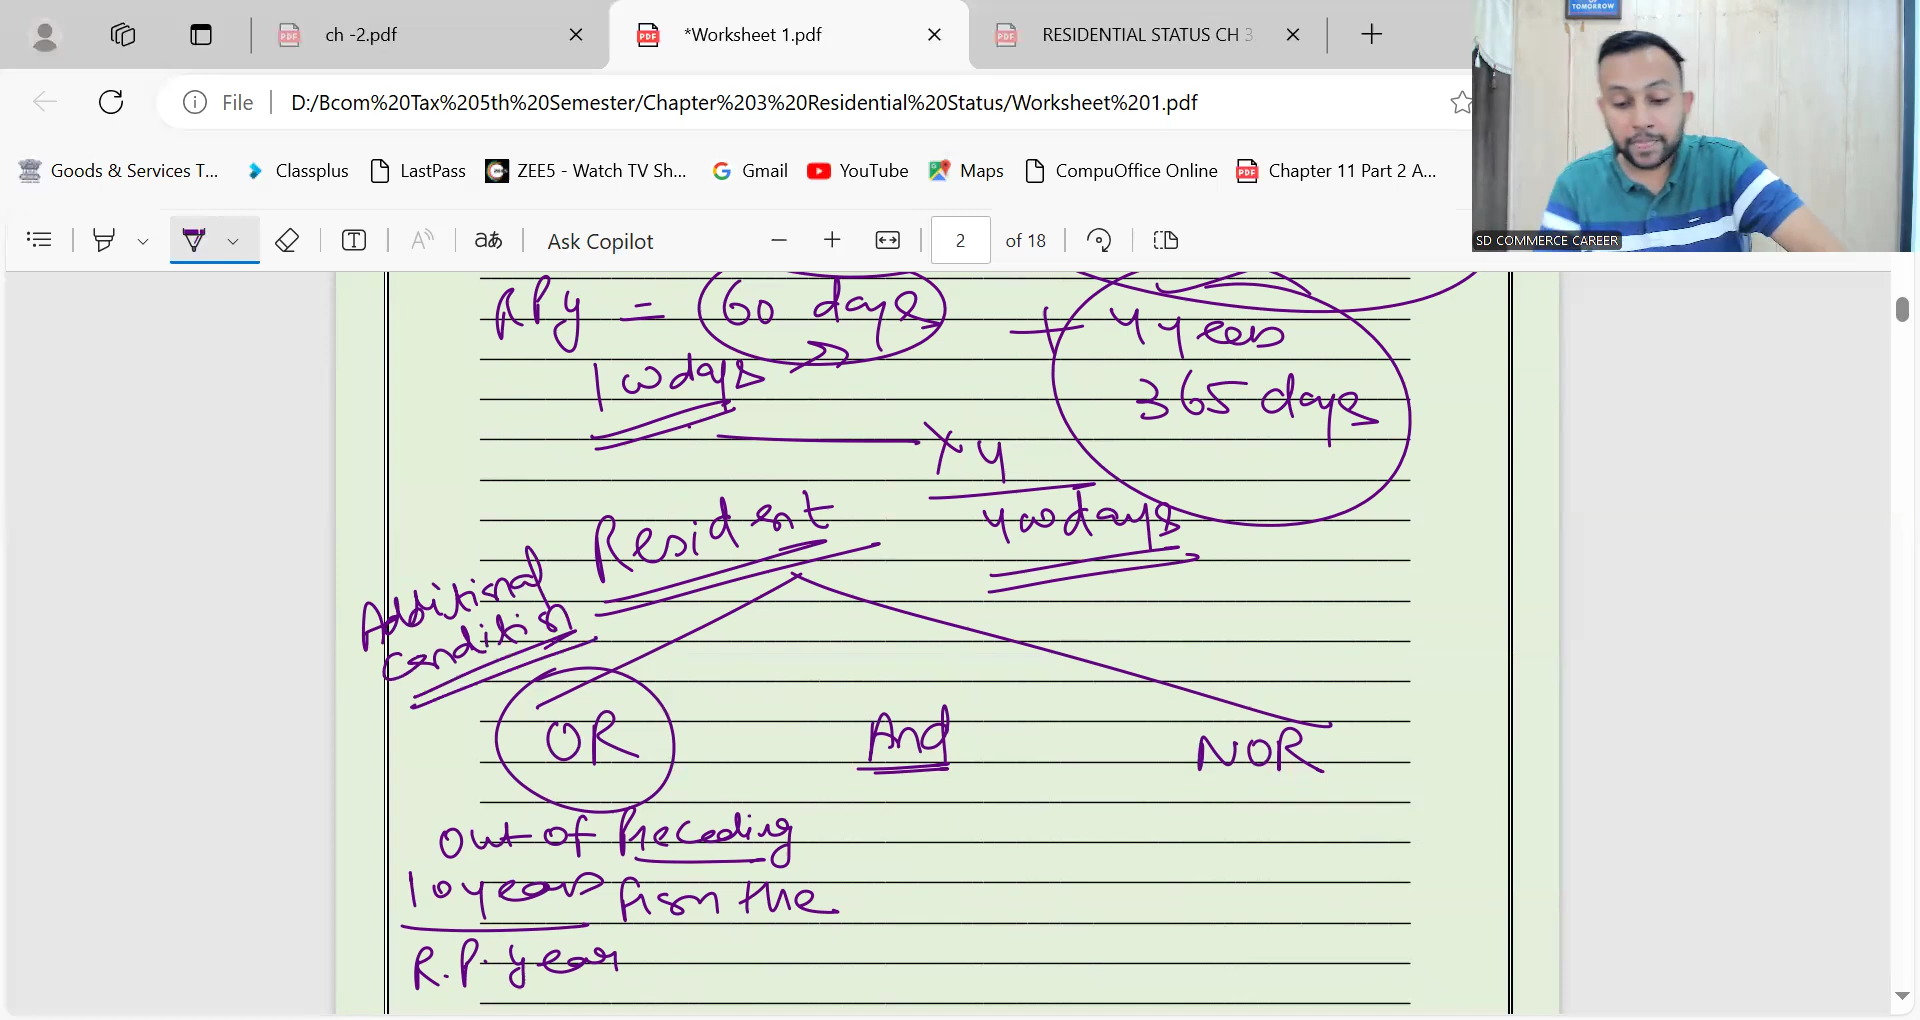 TOMORROW
ch -2.pdf
*Worksheet 1.pdf
RESIDENTIAL STATUS CH 3
File
D:/Bcom%20Tax%205th%20Semester/Chapter%203%20Residential%20Status/Worksheet%201.pdf
Goods & Services T...
Classplus
LastPass
ZEE5 - Watch TV Sh...
Gmail
YouTube
Maps
CompuOffice Online
Chapter 11 Part 2 A...
Ask Copilot
2 of 18
SD COMMERCE CAREER
RPy = 60 days + 4 years
365 days
100 days
x 4
400 days
Resident
Additional
condition
OR And NOR
out of Preceding
10 years from the
R.P. year